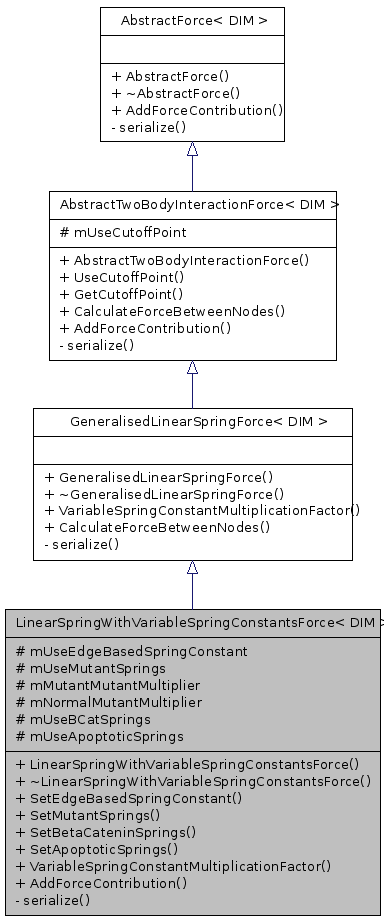 AbstractForce< DIM >
+ AbstractForce()
+ ~AbstractForce()
+ AddForceContribution()
- serialize()
AbstractTwoBodyInteractionForce< DIM >
# mUseCutoffPoint
+ AbstractTwoBodyInteractionForce()
+ UseCutoffPoint()
+ GetCutoffPoint()
+ CalculateForceBetweenNodes()
+ AddForceContribution()
- serialize()
GeneralisedLinearSpringForce< DIM >
+ GeneralisedLinearSpringForce()
+ ~GeneralisedLinearSpringForce()
+ VariableSpringConstantMultiplicationFactor()
+ CalculateForceBetweenNodes()
- serialize()
LinearSpringWithVariableSpringConstantsForce< DIM >
# mUseEdgeBasedSpringConstant
# mUseMutantSprings
# mMutantMutantMultiplier
# mNormalMutantMultiplier
# mUseBCatSprings
# mUseApoptoticSprings
+ LinearSpringWithVariableSpringConstantsForce()
+ ~LinearSpringWithVariableSpringConstantsForce()
+ SetEdgeBasedSpringConstant()
+ SetMutantSprings()
+ SetBetaCateninSprings()
+ SetApoptoticSprings()
+ VariableSpringConstantMultiplicationFactor()
+ AddForceContribution()
- serialize()